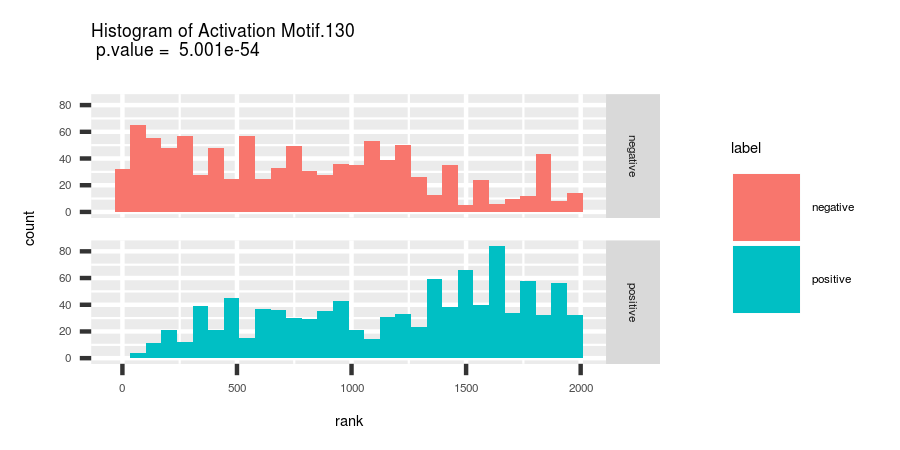 Histogram of Activation Motif.130
p.value = 5.001e-54
80
60
40
20
0
negative
80
60
40
20
0
positive
0 500 1000 1500 2000
rank
count
label
negative
positive